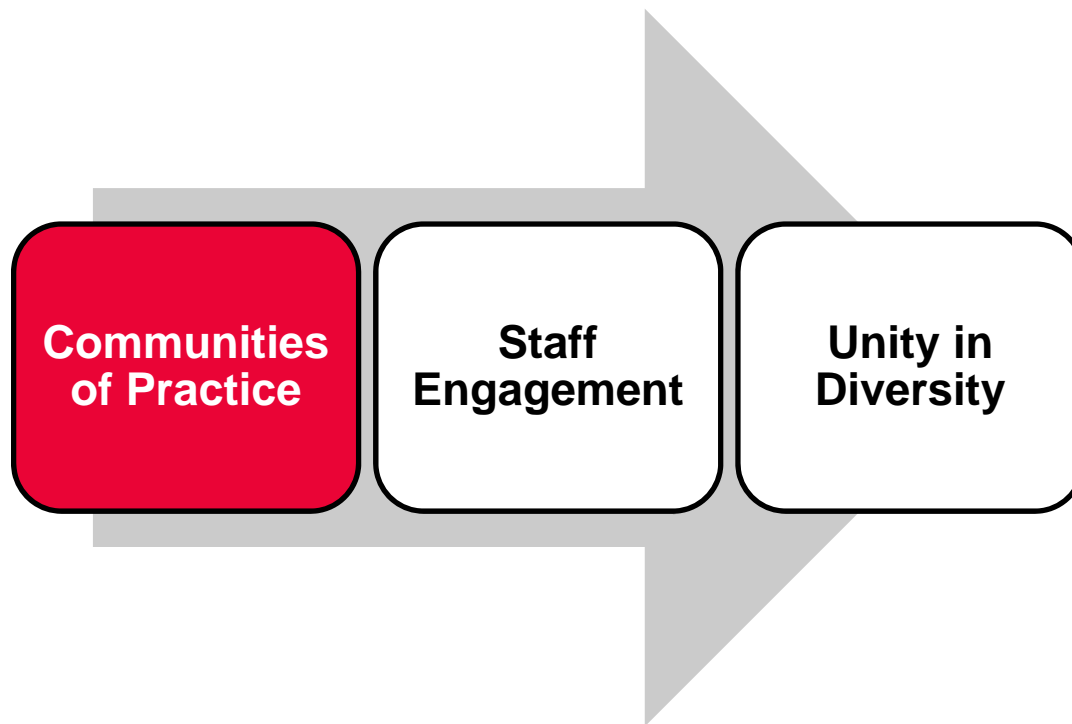 Communities
of Practice
Staff
Engagement
Unity in
Diversity